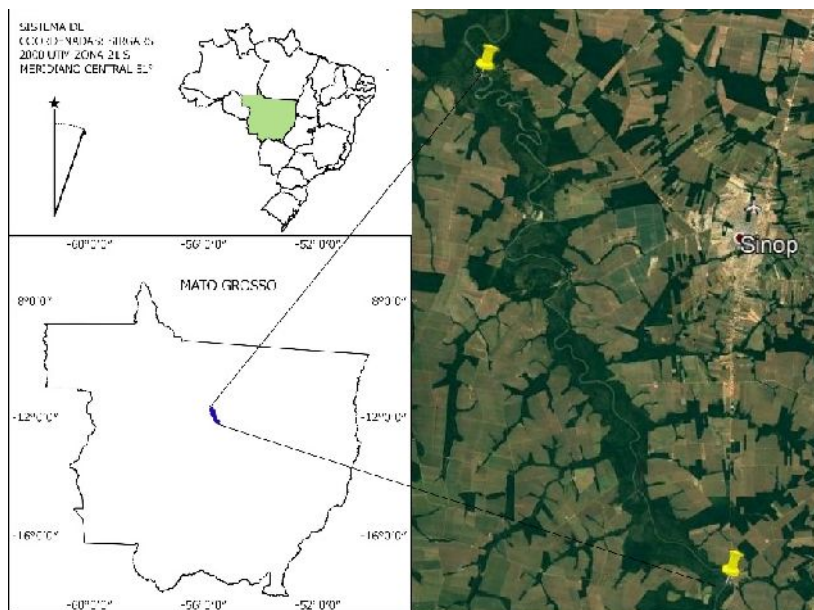 SISTEMA DE
2000 UTM ZONA 21 S
MERIDIANO CENTRAL
-60°0'0"
-56°0'0"
-52°0'0"
MATO GROSSO
8°0'0"
8°0'0"
-12°0'0"
-12°0'0"
-16°0'0"
-16°0'0"
-60°0'0"
-56°0'0"
-52°0'0"
Sinop